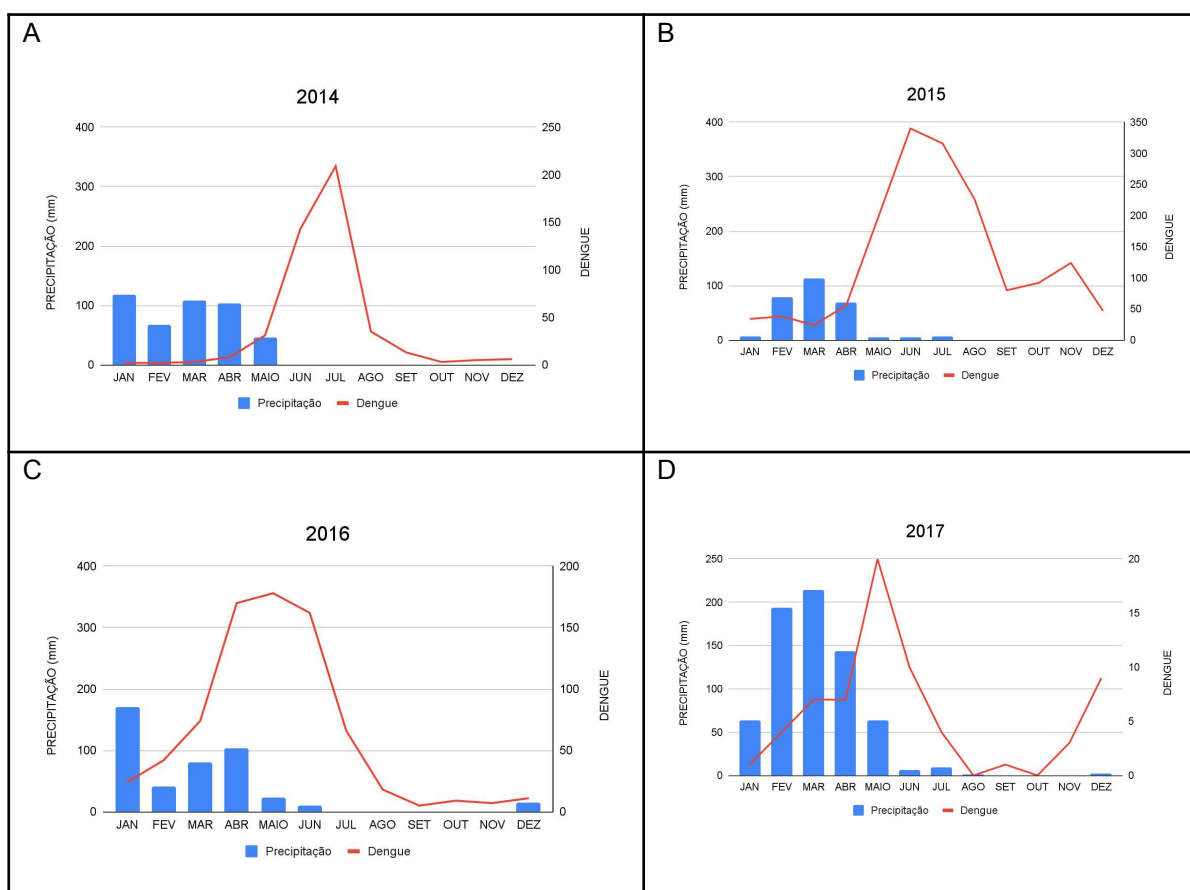 A
2014
PRECIPITAÇÃO (mm)
400
300
200
100
0
250
200
150
100
50
0
DENGUE
JAN FEV MAR ABR MAIO JUN JUL AGO SET OUT NOV DEZ
Precipitação Dengue
B
2015
PRECIPITAÇÃO (mm)
400
300
200
100
0
350
300
250
200
150
100
50
0
DENGUE
JAN FEV MAR ABR MAIO JUN JUL AGO SET OUT NOV DEZ
Precipitação Dengue
C
2016
PRECIPITAÇÃO (mm)
400
300
200
100
0
200
150
100
50
0
DENGUE
JAN FEV MAR ABR MAIO JUN JUL AGO SET OUT NOV DEZ
Precipitação Dengue
D
2017
PRECIPITAÇÃO (mm)
250
200
150
100
50
0
20
15
10
5
0
DENGUE
JAN FEV MAR ABR MAIO JUN JUL AGO SET OUT NOV DEZ
Precipitação Dengue